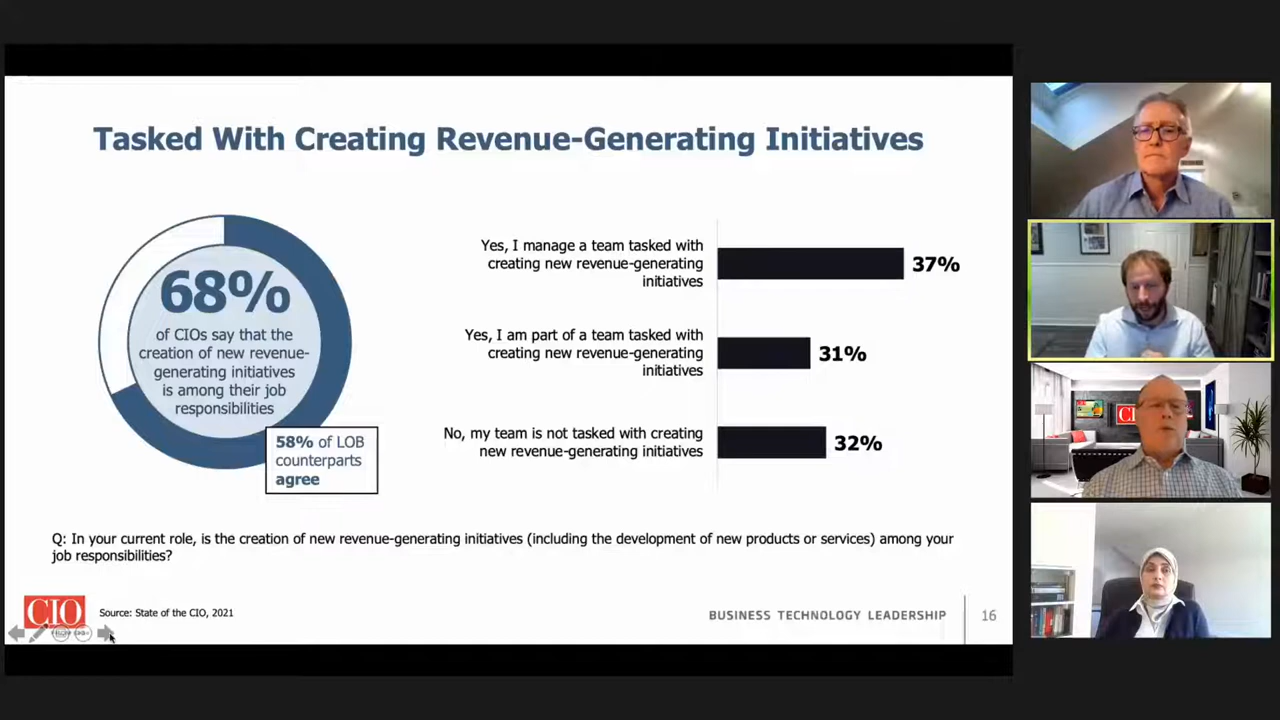 Tasked With Creating Revenue-Generating Initiatives
68%
of CIOs say that the
creation of new revenue-
generating initiatives
is among their job
responsibilities
58% of LOB
counterparts
agree
Yes, I manage a team tasked with
creating new revenue-generating
initiatives
37%
Yes, I am part of a team tasked with
creating new revenue-generating
initiatives
31%
No, my team is not tasked with creating
new revenue-generating initiatives
32%
Q: In your current role, is the creation of new revenue-generating initiatives (including the development of new products or services) among your
job responsibilities?
CIO
Source: State of the CIO, 2021
BUSINESS TECHNOLOGY LEADERSHIP
16